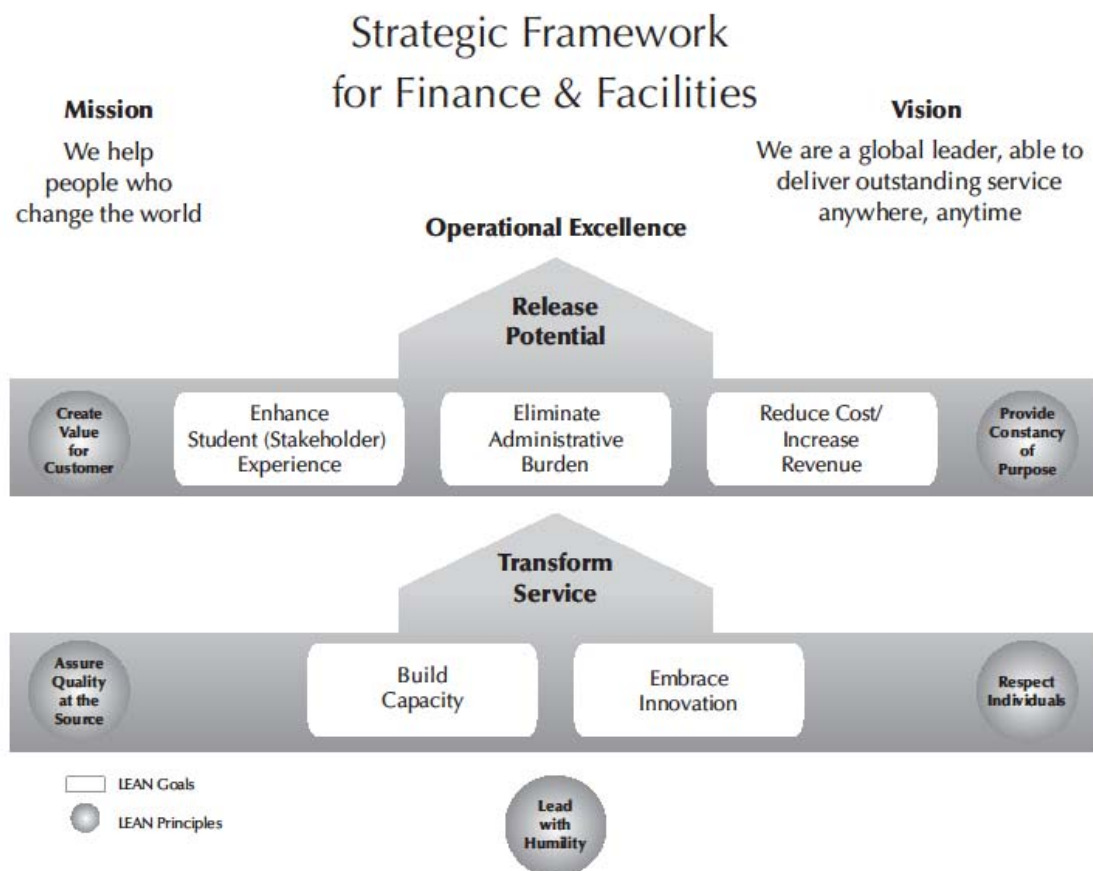 Strategic Framework
for Finance & Facilities
Mission
We help
people who
change the world
Vision
We are a global leader, able to
deliver outstanding service
anywhere, anytime
Operational Excellence
Release
Potential
Create
Value
for
Customer
Enhance
Student (Stakeholder)
Experience
Eliminate
Administrative
Burden
Reduce Cost/
Increase
Revenue
Provide
Constancy
of
Purpose
Transform
Service
Assure
Quality
at the
Source
Build
Capacity
Embrace
Innovation
Respect
Individuals
LEAN Goals
LEAN Principles
Lead
with
Humility